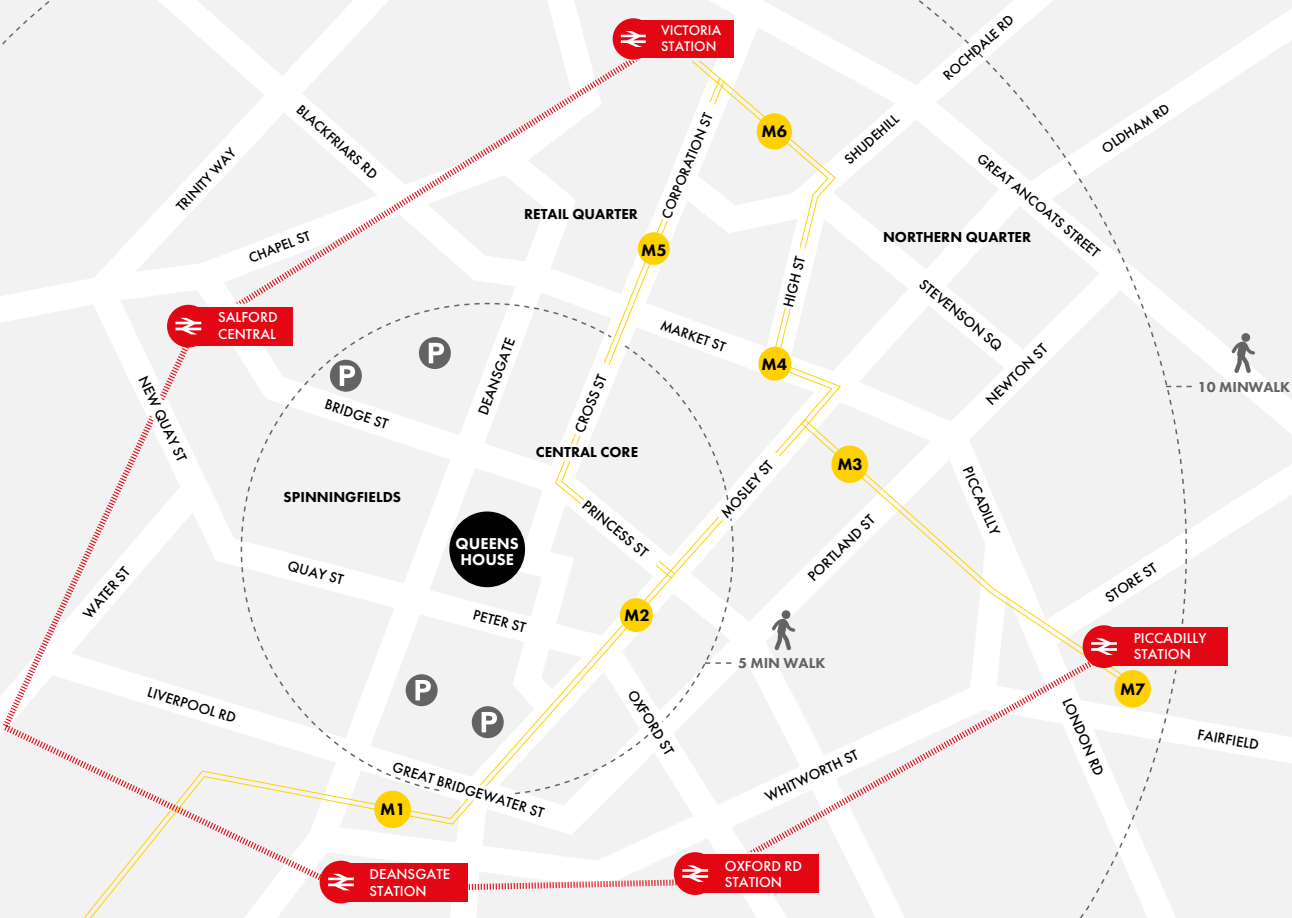 VICTORIA
STATION
ROCHDALE RD
M6
BLACKFRIARS RD
CORPORATION ST
SHUDEHILL
OLDHAM RD
TRINITY WAY
GREAT ANCOATS STREET
RETAIL QUARTER
NORTHERN QUARTER
CHAPEL ST
M5
HIGH ST
STEVENSON SQ
SALFORD
CENTRAL
MARKET ST
P
P
DEANSGATE
M4
NEWTON ST
10 MINWALK
NEW QUAY ST
BRIDGE ST
CROSS ST
CENTRAL CORE
M3
SPINNINGFIELDS
MOSLEY ST
PICCADILLY
PRINCESS ST
QUEENS
HOUSE
PORTLAND ST
QUAY ST
WATER ST
STORE ST
M2
PETER ST
PICCADILLY
STATION
5 MIN WALK
P
M7
LIVERPOOL RD
P
OXFORD ST
LONDON RD
FAIRFIELD
GREAT BRIDGEWATER ST
WHITWORTH ST
M1
DEANSGATE
STATION
OXFORD RD
STATION